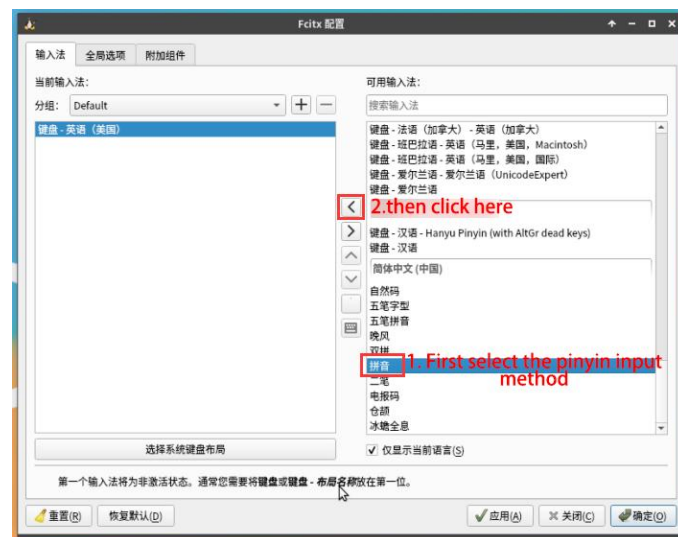 Fcitx 配置
输入法 全局选项 附加组件
当前输入法： 可用输入法：
分组： Default 搜索输入法
键盘 - 英语（美国）
键盘 - 法语（加拿大） - 英语（加拿大）
键盘 - 班巴拉语 - 英语（马里，美国，Macintosh）
键盘 - 班巴拉语 - 英语（马里，美国，国际）
键盘 - 爱尔兰语 - 爱尔兰语（UnicodeExpert）
键盘 - 爱尔兰语
2.then click here
键盘 - 汉语 - Hanyu Pinyin (with AltGr dead keys)
键盘 - 汉语
简体中文 (中国)
自然码
五笔字型
五笔拼音
晚风
双拼
拼音
1. First select the pinyin input
method
二笔
电报码
仓颉
冰蟾全息
选择系统键盘布局 仅显示当前语言(S)
第一个输入法将为非激活状态。通常您需要将键盘或键盘 - 布局名称放在第一位。
重置(R) 恢复默认(D) 应用(A) 关闭(C) 确定(O)